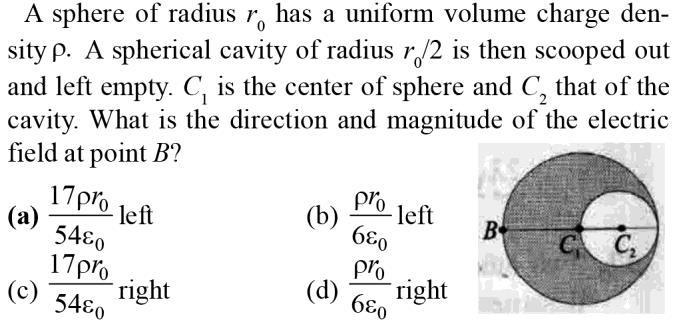 A sphere of radius r₀ has a uniform volume charge den-
sity ρ. A spherical cavity of radius r₀/2 is then scooped out
and left empty. C₁ is the center of sphere and C₂ that of the
cavity. What is the direction and magnitude of the electric
field at point B?
(a) 17ρr₀/54ε₀ left (b) ρr₀/6ε₀ left
(c) 17ρr₀/54ε₀ right (d) ρr₀/6ε₀ right
B C₁ C₂